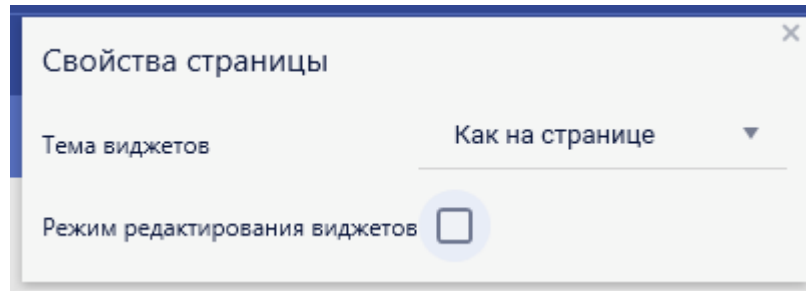 Свойства страницы
Тема виджетов Как на странице
Режим редактирования виджетов